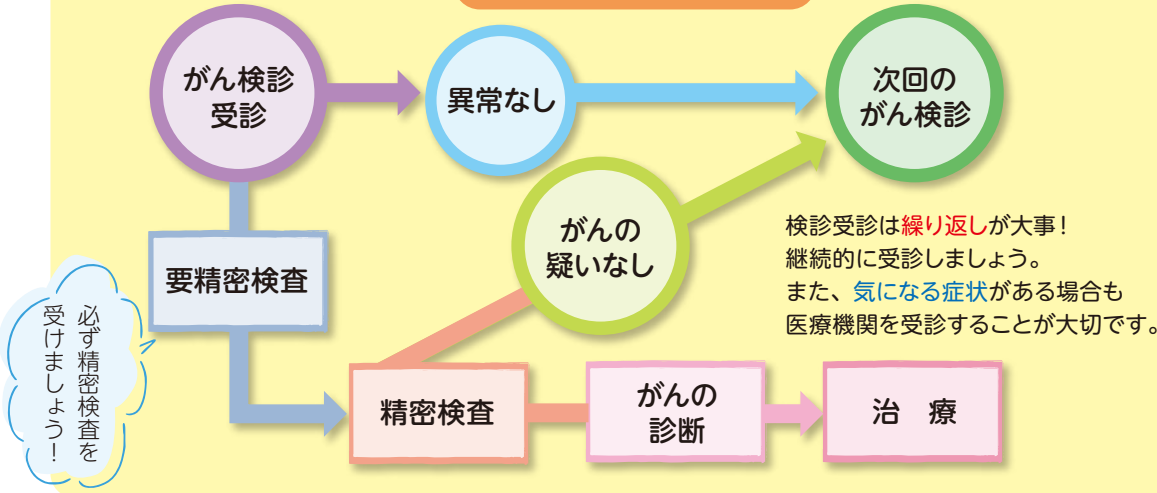 がん検診
受診
異常なし
次回の
がん検診
がんの
疑いなし
検診受診は繰り返しが大事！
継続的に受診しましょう。
また、気になる症状がある場合も
医療機関を受診することが大切です。
要精密検査
必ず精密検査を
受けましょう！
精密検査
がんの
診断
治　療